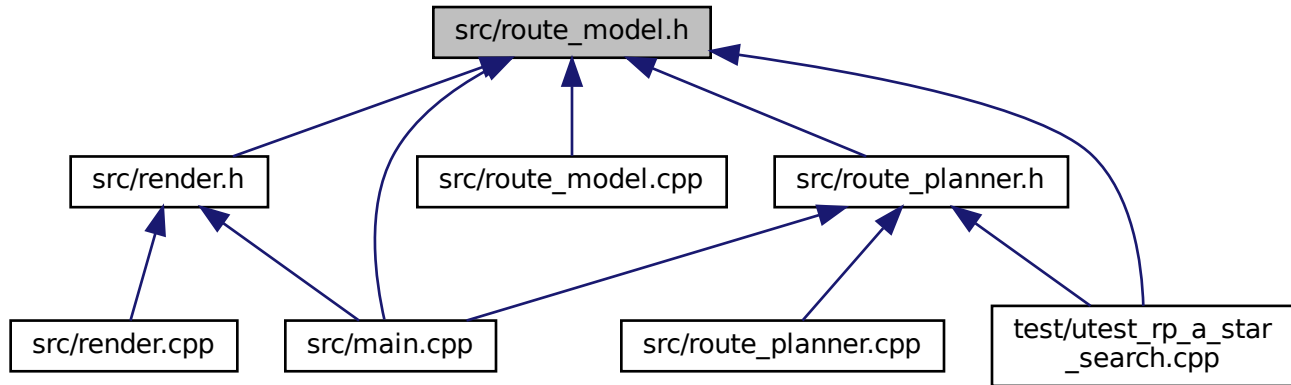 src/route_model.h
src/render.h
src/route_model.cpp
src/route_planner.h
src/render.cpp
src/main.cpp
src/route_planner.cpp
test/utest_rp_a_star
_search.cpp